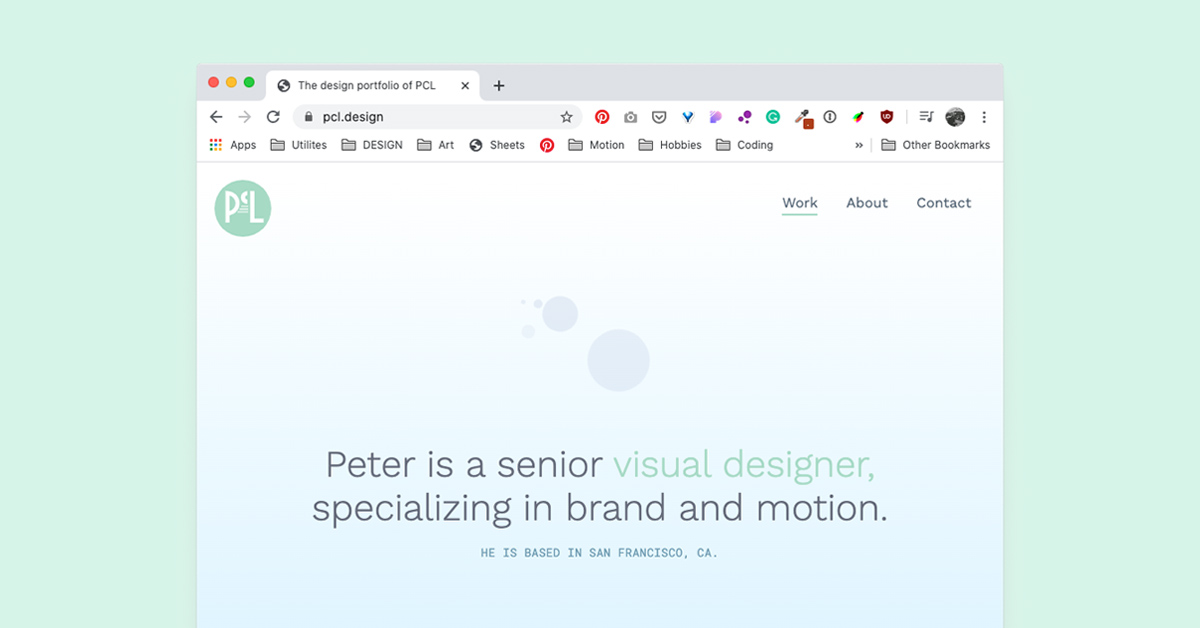 The design portfolio of PCL
pcl.design
Apps Utilites DESIGN Art Sheets Motion Hobbies Coding » Other Bookmarks
PcL
Work About Contact
Peter is a senior visual designer,
specializing in brand and motion.
HE IS BASED IN SAN FRANCISCO, CA.